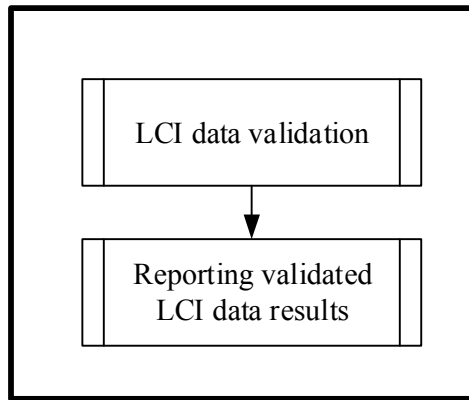 LCI data validation
Reporting validated
LCI data results